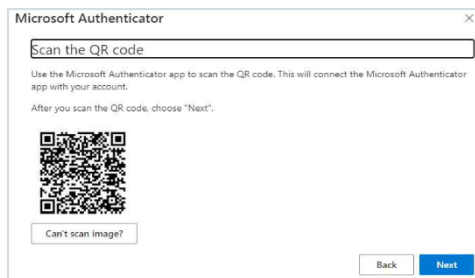 Microsoft Authenticator
Scan the QR code
Use the Microsoft Authenticator app to scan the QR code. This will connect the Microsoft Authenticator
app with your account.
After you scan the QR code, choose "Next".
Can't scan image?
Back Next